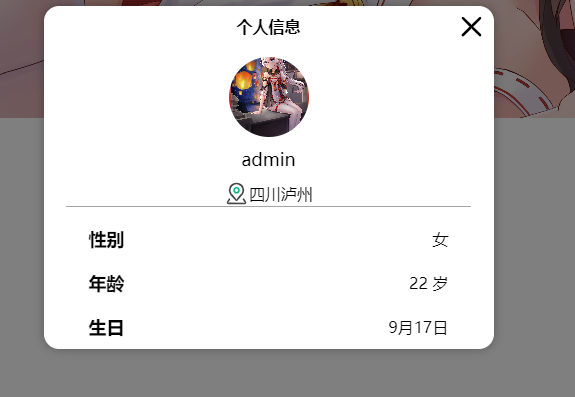 个人信息
admin
四川泸州
性别 女
年龄 22 岁
生日 9月17日